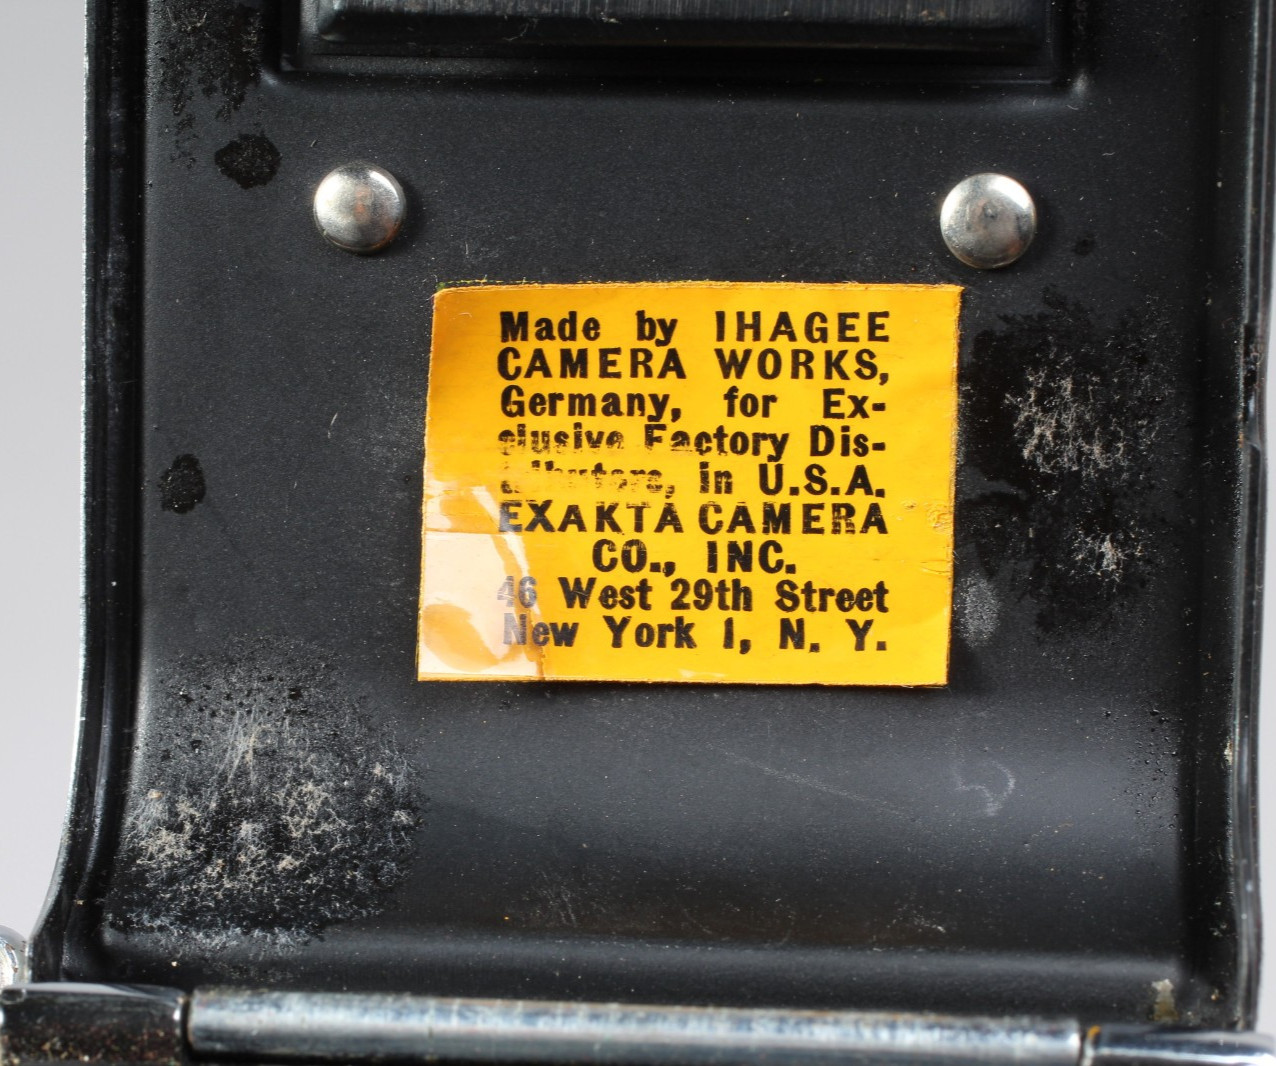 Made by IHAGEE
CAMERA WORKS,
Germany, for Ex-
clusive Factory Dis-
tributors, in U.S.A.
EXAKTA CAMERA
CO., INC.
46 West 29th Street
New York 1, N. Y.